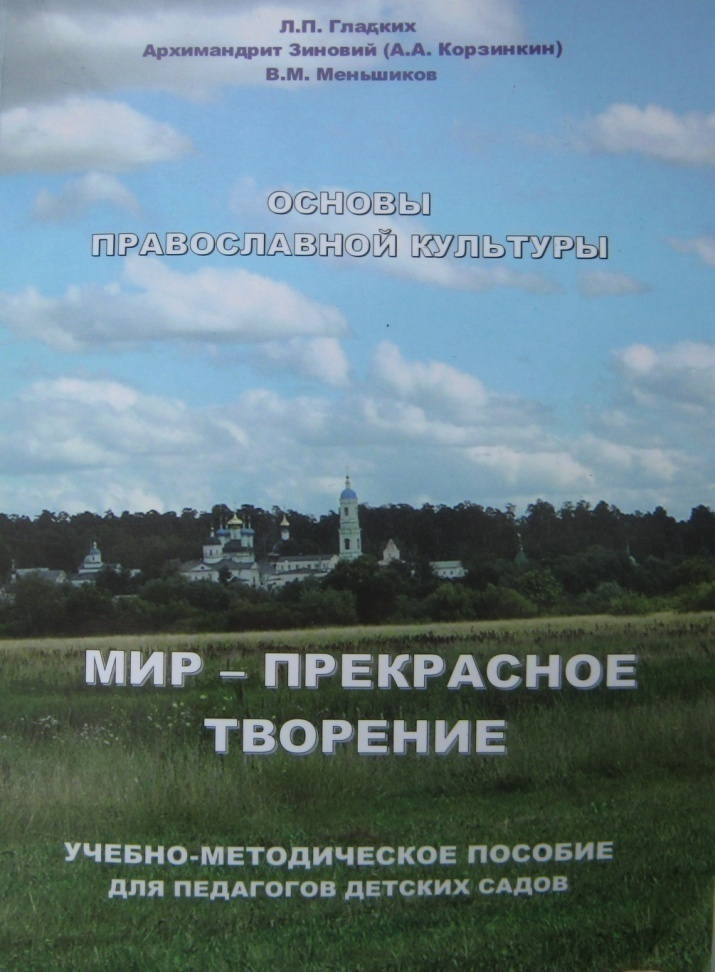 Л.П. Гладких
Архимандрит Зиновий (А.А. Корзинкин)
В.М. Меньшиков
ОСНОВЫ
ПРАВОСЛАВНОЙ КУЛЬТУРЫ
МИР – ПРЕКРАСНОЕ
ТВОРЕНИЕ
УЧЕБНО-МЕТОДИЧЕСКОЕ ПОСОБИЕ
ДЛЯ ПЕДАГОГОВ ДЕТСКИХ САДОВ